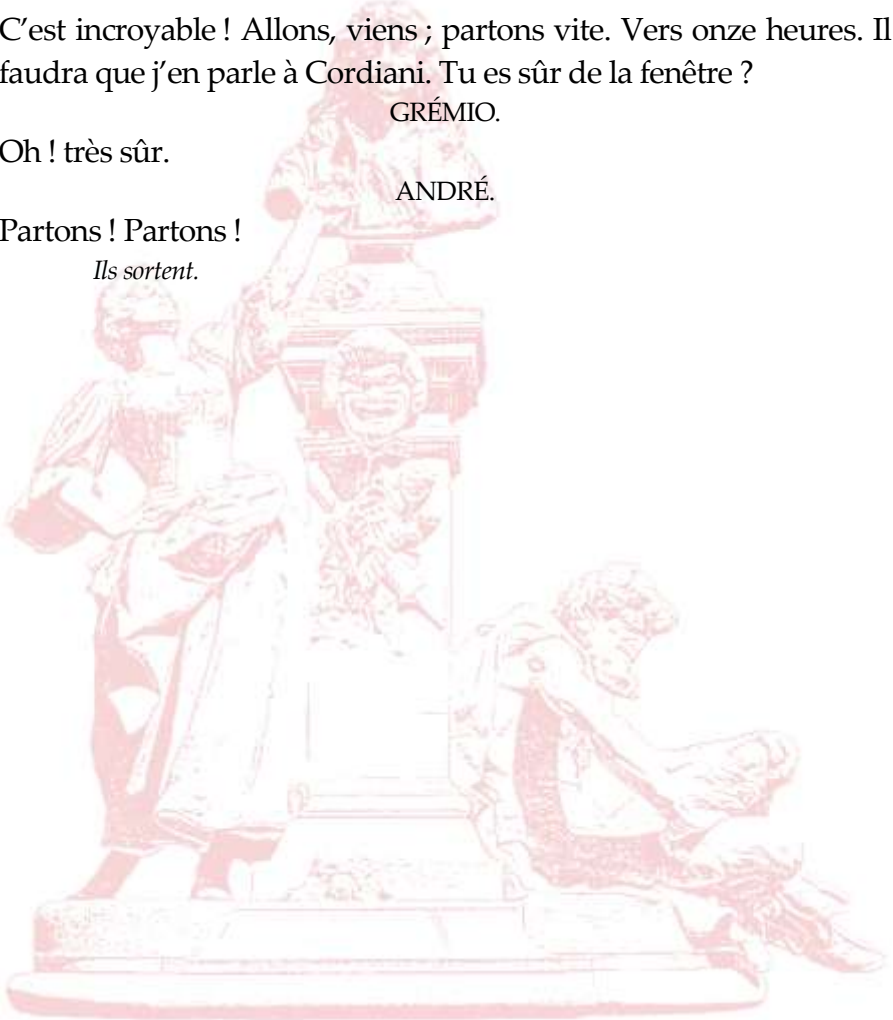 C’est incroyable ! Allons, viens ; partons vite. Vers onze heures. Il
faudra que j’en parle à Cordiani. Tu es sûr de la fenêtre ?
GRÉMIO.
Oh ! très sûr.
ANDRÉ.
Partons ! Partons !
Ils sortent.